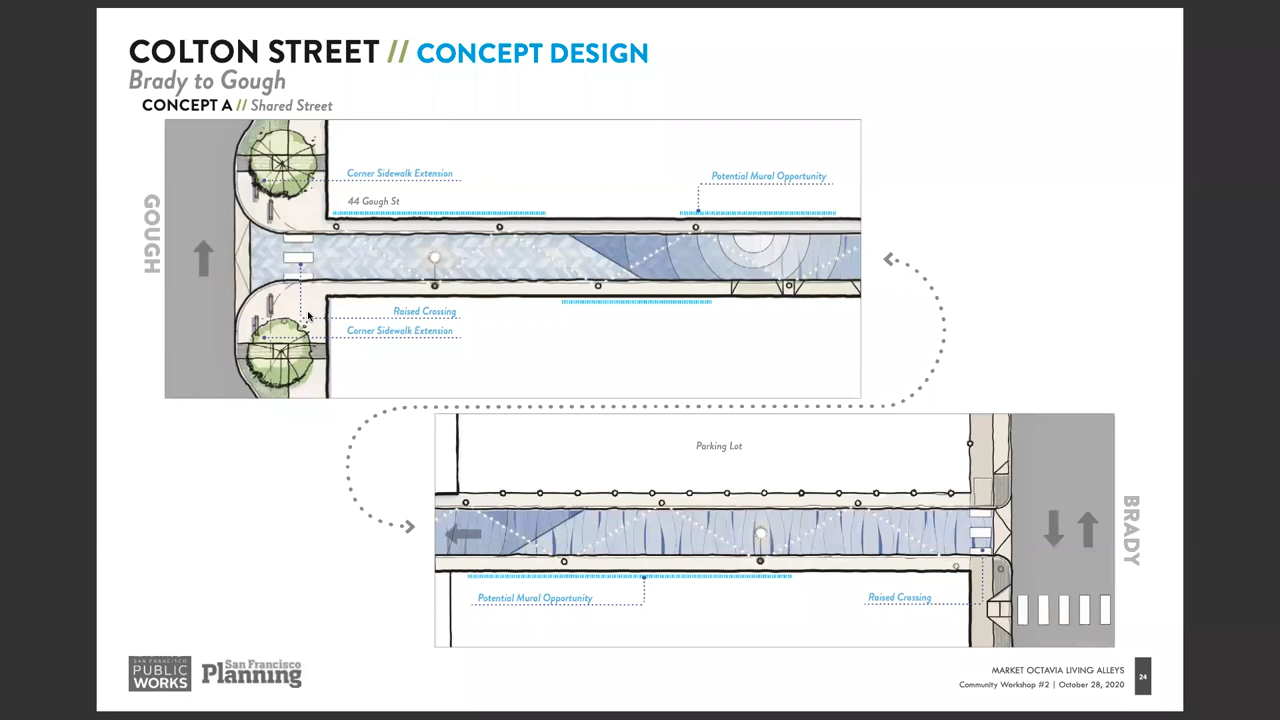 COLTON STREET // CONCEPT DESIGN
Brady to Gough
CONCEPT A // Shared Street
Corner Sidewalk Extension
Potential Mural Opportunity
44 Gough St
GOUGH
Raised Crossing
Corner Sidewalk Extension
Parking Lot
BRADY
Potential Mural Opportunity
Raised Crossing
SAN FRANCISCO
PUBLIC
WORKS
San Francisco
Planning
MARKET OCTAVIA LIVING ALLEYS
Community Workshop #2 | October 28, 2020
24